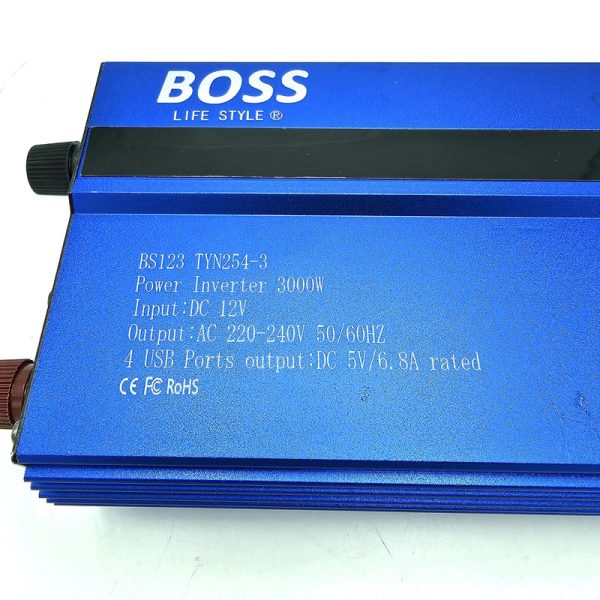 BOSS
LIFE STYLE ®
BS123 TYN254-3
Power Inverter 3000W
Input:DC 12V
Output:AC 220-240V 50/60HZ
4 USB Ports output:DC 5V/6.8A rated
CE FC RoHS